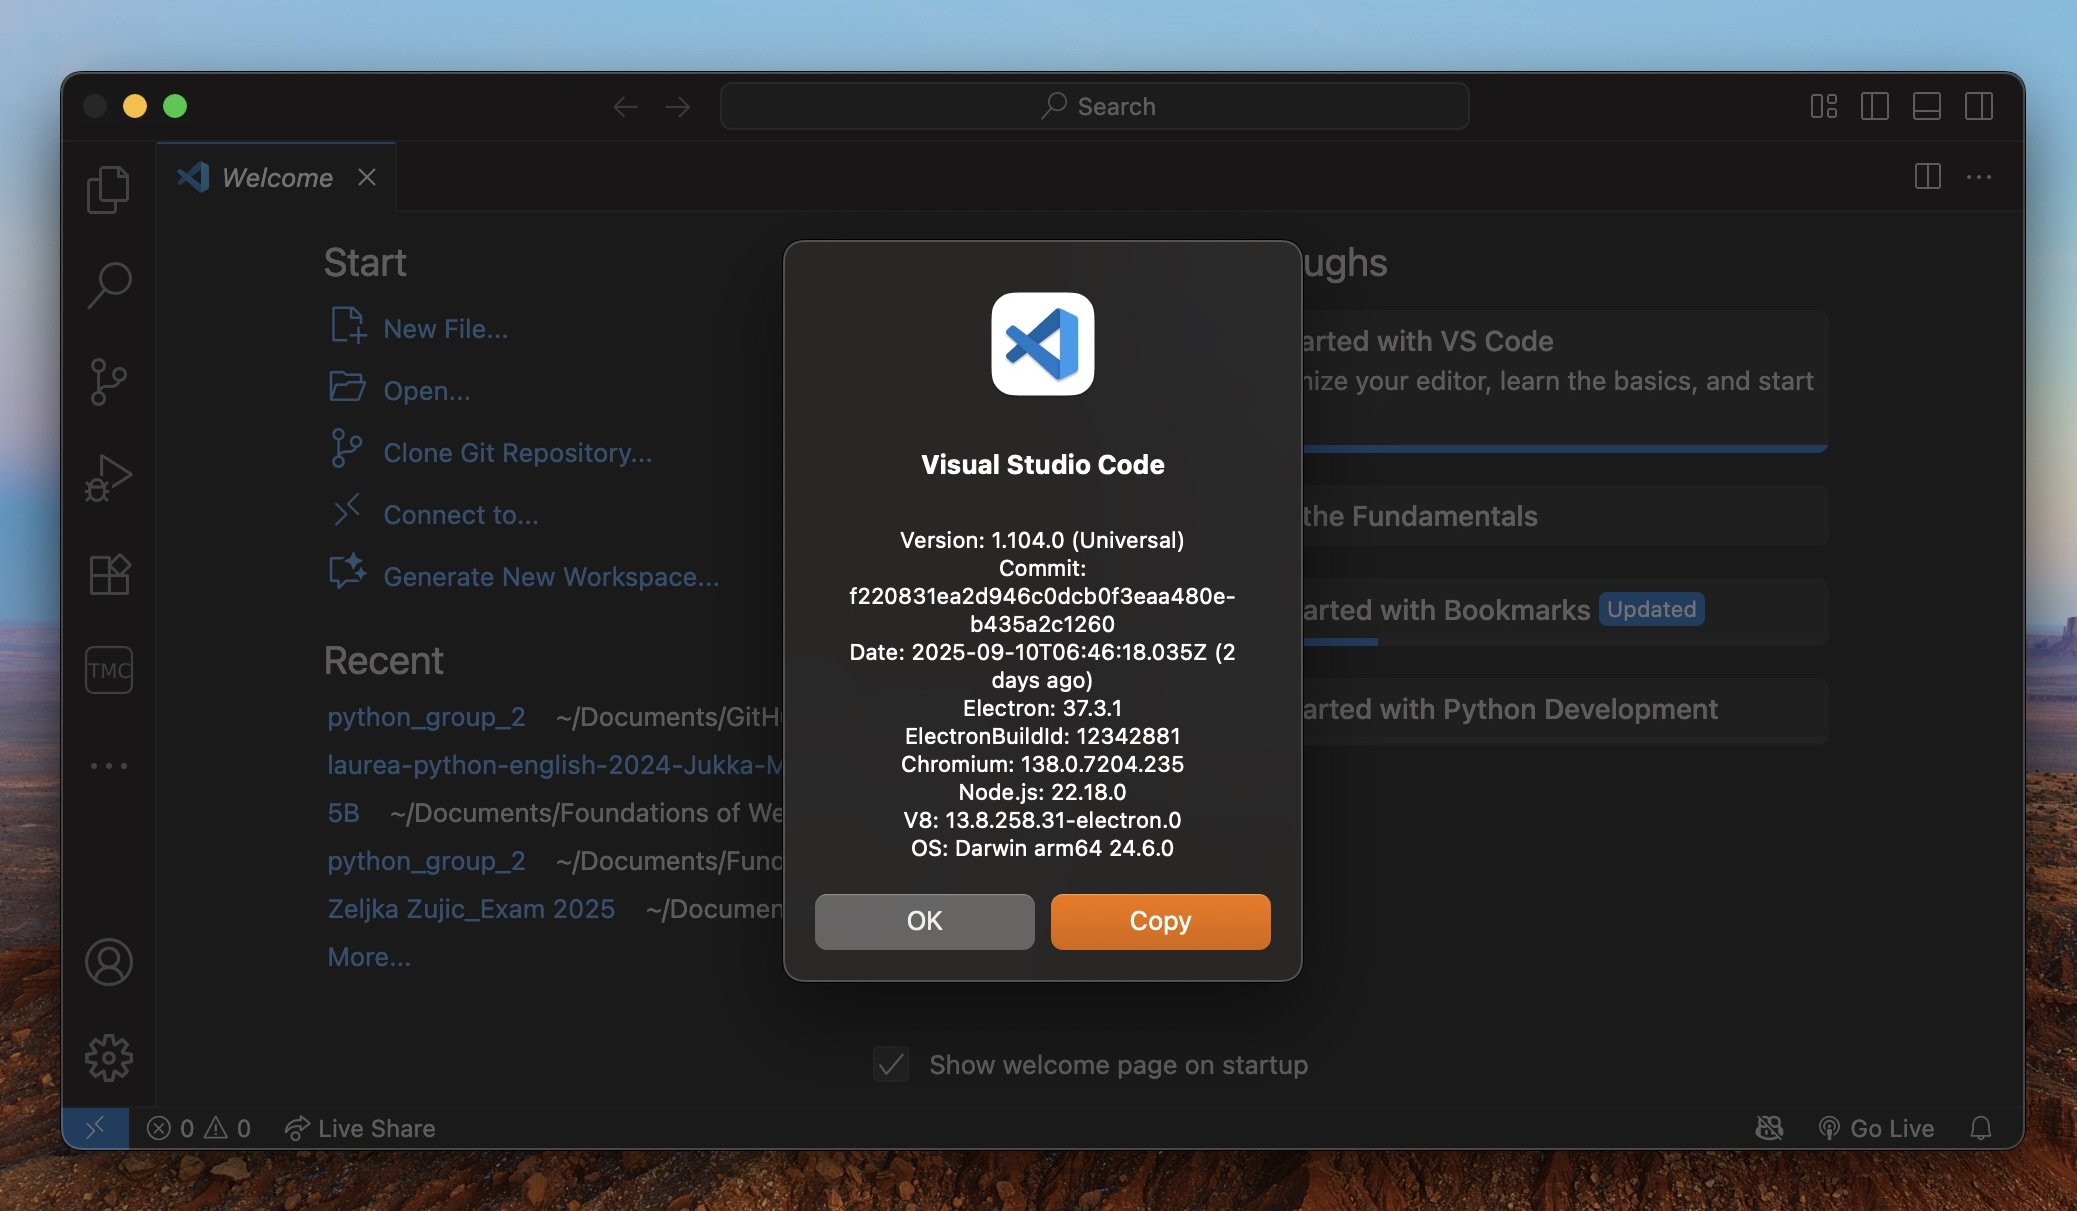 Search
Welcome
Start
New File...
Open...
Clone Git Repository...
Connect to...
Generate New Workspace...
Recent
python_group_2 ~/Documents/GitH
laurea-python-english-2024-Jukka-M
5B ~/Documents/Foundations of We
python_group_2 ~/Documents/Fund
Zeljka Zujic_Exam 2025 ~/Documen
More...
ughs
arted with VS Code
nize your editor, learn the basics, and start
the Fundamentals
arted with Bookmarks Updated
arted with Python Development
Visual Studio Code
Version: 1.104.0 (Universal)
Commit:
f220831ea2d946c0dcb0f3eaa480e-
b435a2c1260
Date: 2025-09-10T06:46:18.035Z (2
days ago)
Electron: 37.3.1
ElectronBuildId: 12342881
Chromium: 138.0.7204.235
Node.js: 22.18.0
V8: 13.8.258.31-electron.0
OS: Darwin arm64 24.6.0
OK
Copy
Show welcome page on startup
TMC
0 0 Live Share
Go Live